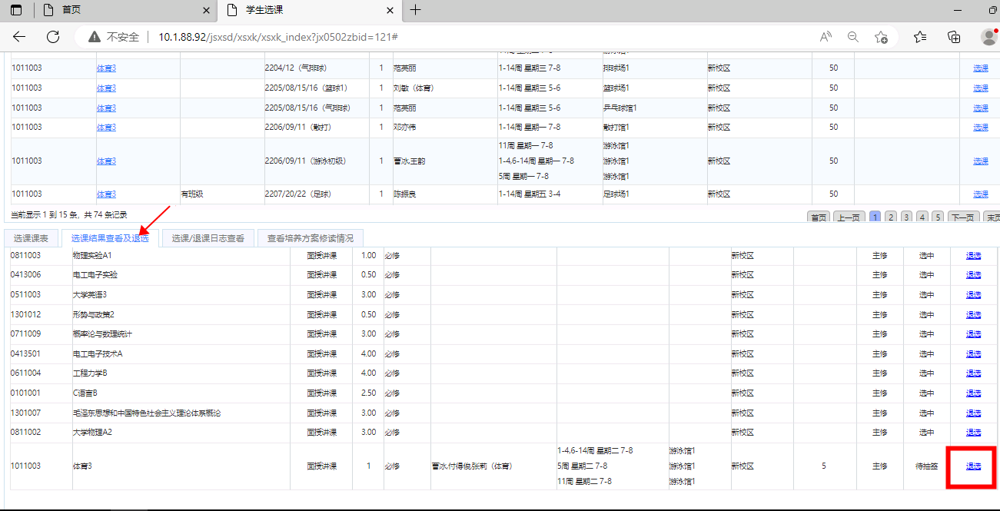 首页
学生选课
不安全 10.1.88.92/jsxsd/xsxk/xsxk_index?jx0502zbid=121#
1011003 体育3 2204/12（气排球） 1 范英丽 1-14周 星期三 7-8 排球场1 新校区 50 选课
1011003 体育3 2205/08/15/16（篮球1） 1 刘敏（体育） 1-14周 星期三 5-6 篮球场1 新校区 50 选课
1011003 体育3 2205/08/15/16（气排球） 1 范英丽 1-14周 星期三 5-6 乒乓球馆1 新校区 50 选课
1011003 体育3 2206/09/11（散打） 1 邓亦伟 1-14周 星期一 7-8 散打馆1 新校区 50 选课
11周 星期一 7-8 游泳馆1
1011003 体育3 2206/09/11（游泳初级） 1 曹冰,王韵 1-4,6-14周 星期一 7-8 游泳馆1 新校区 50 选课
5周 星期一 7-8 游泳馆1
1011003 体育3 有班级 2207/20/22（足球） 1 陈振良 1-14周 星期五 3-4 足球场1 新校区 50 选课
当前显示 1 到 15 条，共 74 条记录 首页 上一页 1 2 3 4 5 下一页 末页
选课课表 选课结果查看及退选 选课/退课日志查看 查看培养方案修读情况
0811003 物理实验A1 面授讲课 1.00 必修 新校区 主修 选中 退选
0413006 电工电子实验 面授讲课 0.50 必修 新校区 主修 选中 退选
0511003 大学英语3 面授讲课 3.00 必修 新校区 主修 选中 退选
1301012 形势与政策2 面授讲课 0.50 必修 新校区 主修 选中 退选
0711009 概率论与数理统计 面授讲课 3.00 必修 新校区 主修 选中 退选
0413501 电工电子技术A 面授讲课 4.00 必修 新校区 主修 选中 退选
0611004 工程力学B 面授讲课 4.00 必修 新校区 主修 选中 退选
0101001 C语言B 面授讲课 2.50 必修 新校区 主修 选中 退选
1301007 毛泽东思想和中国特色社会主义理论体系概论 面授讲课 3.00 必修 新校区 主修 选中 退选
0811002 大学物理A2 面授讲课 3.00 必修 新校区 主修 选中 退选
1-4,6-14周 星期二 7-8 游泳馆1
1011003 体育3 面授讲课 1 必修 曹冰,付得俊,张莉（体育） 5周 星期二 7-8 游泳馆1 新校区 5 主修 待抽签 退选
11周 星期二 7-8 游泳馆1